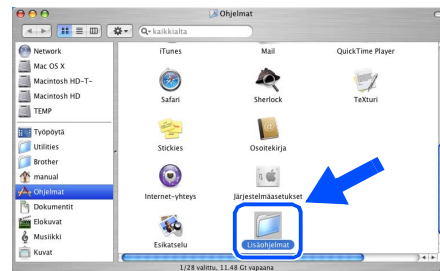 Ohjelmat
kaikkialta
Network
Mac OS X
Macintosh HD-T-
Macintosh HD
TEMP
Työpöytä
Utilities
Brother
manual
Ohjelmat
Dokumentit
Elokuvat
Musiikki
Kuvat
iTunes Mail QuickTime Player
Safari Sherlock TeXturi
Stickies Osoitekirja
Internet-yhteys Järjestelmäasetukset
Esikatselu Lisäohjelmat
1/28 valittu, 11.48 Gt vapaana